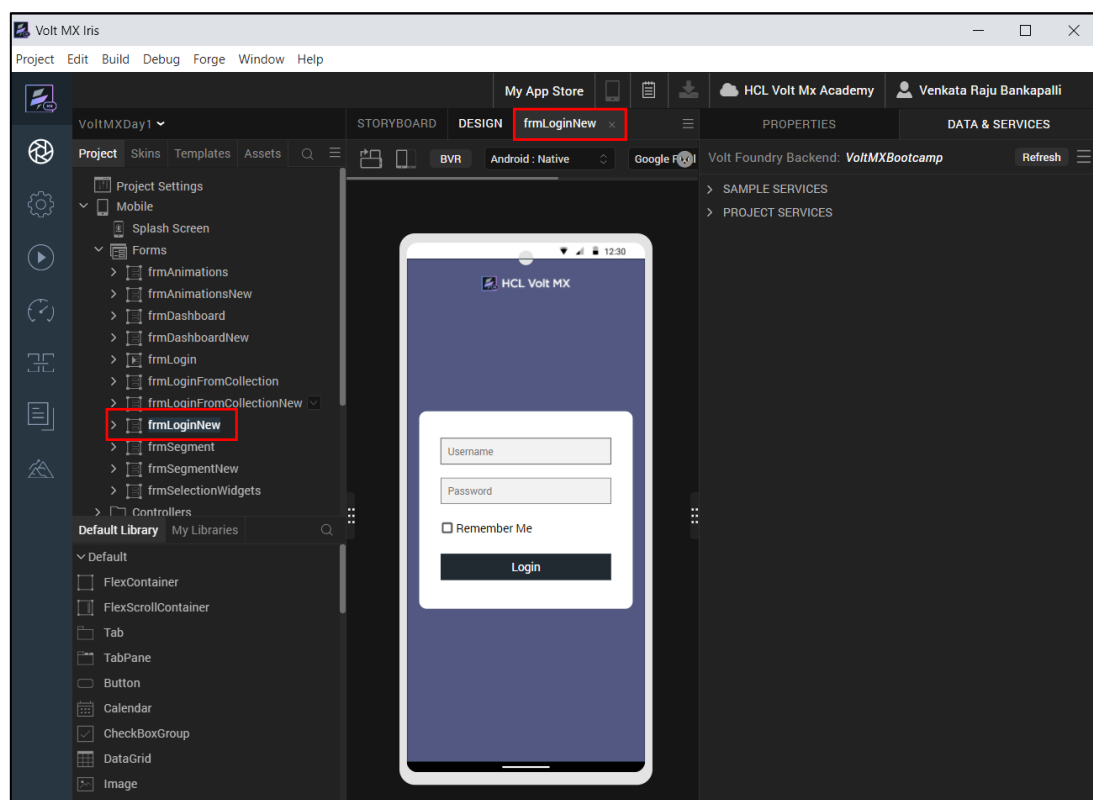 Volt MX Iris
Project Edit Build Debug Forge Window Help
My App Store HCL Volt Mx Academy Venkata Raju Bankapalli
VoltMXDay1 STORYBOARD DESIGN frmLoginNew PROPERTIES DATA & SERVICES
Project Skins Templates Assets BVR Android : Native Google Volt Foundry Backend: VoltMXBootcamp Refresh
Project Settings
Mobile
Splash Screen
Forms
frmAnimations
frmAnimationsNew
frmDashboard
frmDashboardNew
frmLogin
frmLoginFromCollection
frmLoginFromCollectionNew
frmLoginNew
frmSegment
frmSegmentNew
frmSelectionWidgets
Controllers
Default Library My Libraries
Default
FlexContainer
FlexScrollContainer
Tab
TabPane
Button
Calendar
CheckBoxGroup
DataGrid
Image
12:30
HCL Volt MX
Username
Password
Remember Me
Login
SAMPLE SERVICES
PROJECT SERVICES